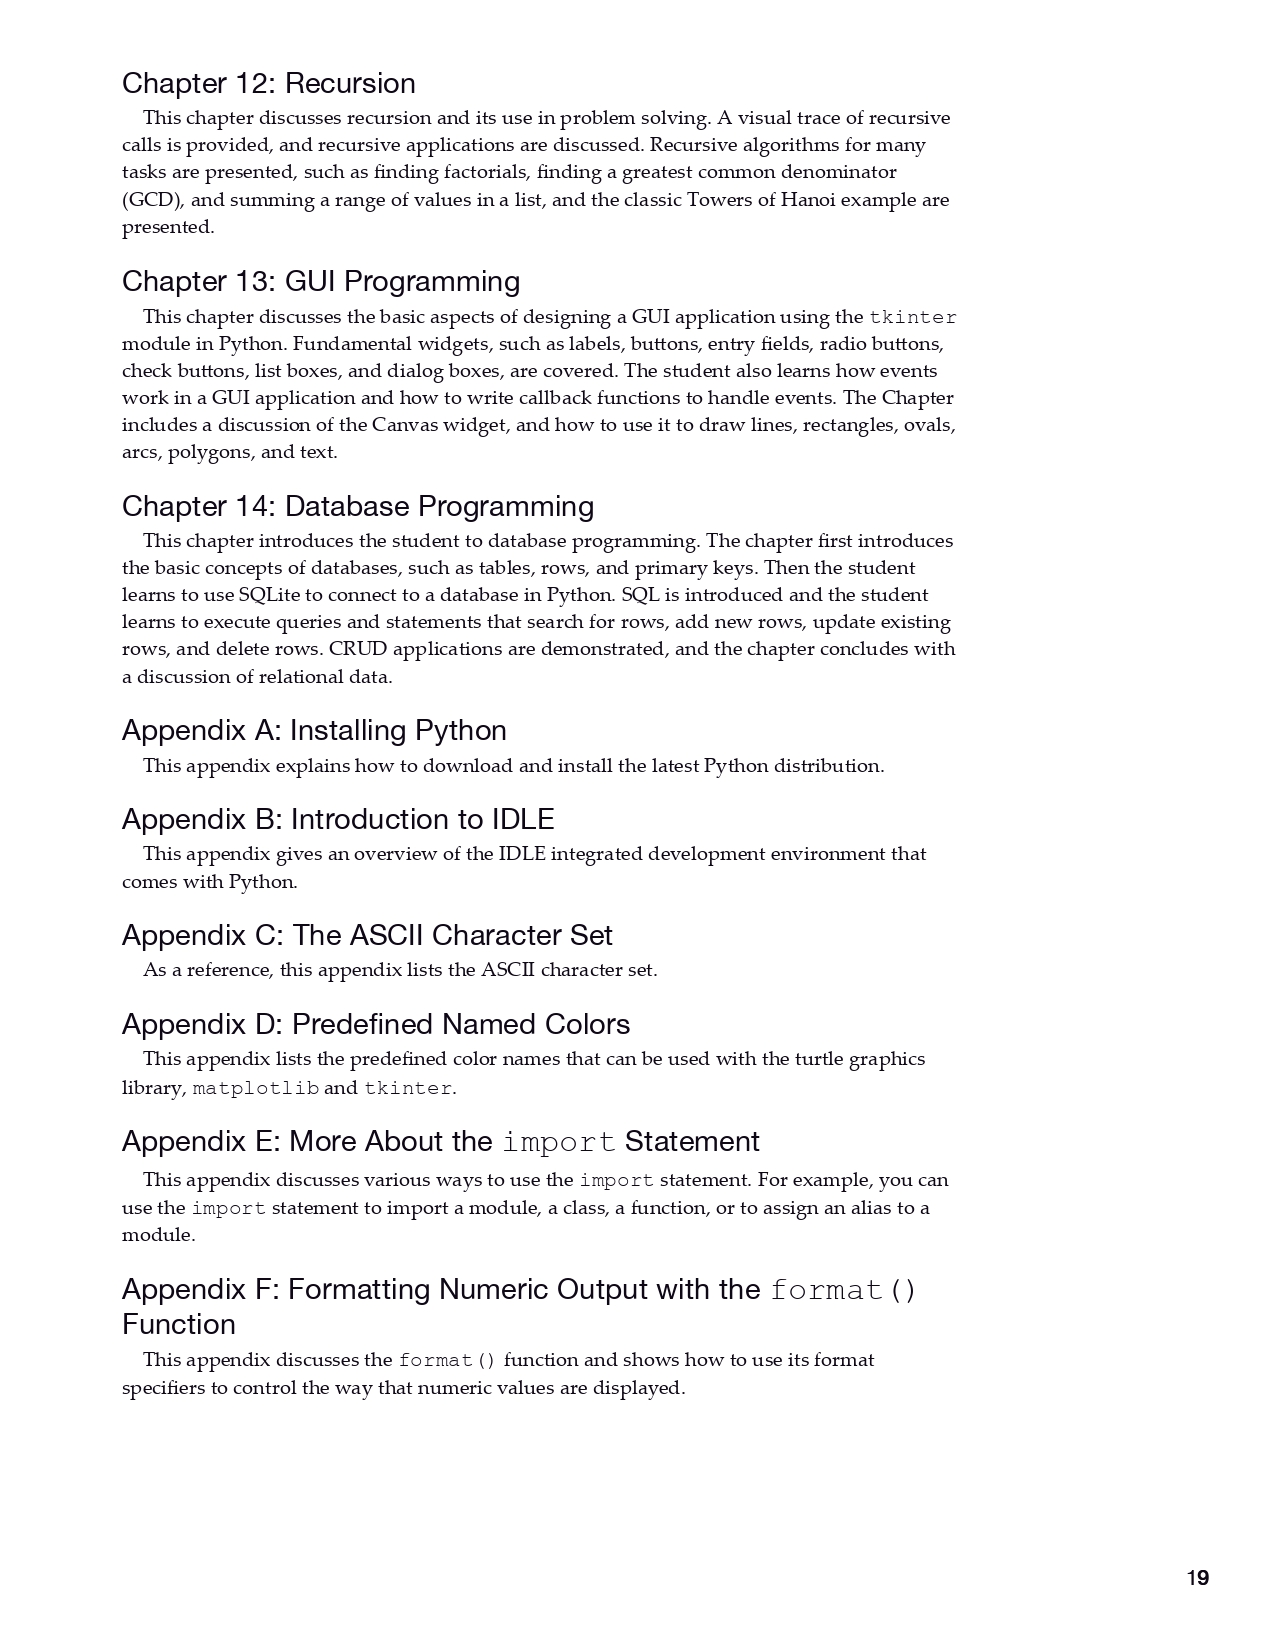 Chapter 12: Recursion
This chapter discusses recursion and its use in problem solving. A visual trace of recursive
calls is provided, and recursive applications are discussed. Recursive algorithms for many
tasks are presented, such as finding factorials, finding a greatest common denominator
(GCD), and summing a range of values in a list, and the classic Towers of Hanoi example are
presented.
Chapter 13: GUI Programming
This chapter discusses the basic aspects of designing a GUI application using the tkinter
module in Python. Fundamental widgets, such as labels, buttons, entry fields, radio buttons,
check buttons, list boxes, and dialog boxes, are covered. The student also learns how events
work in a GUI application and how to write callback functions to handle events. The Chapter
includes a discussion of the Canvas widget, and how to use it to draw lines, rectangles, ovals,
arcs, polygons, and text.
Chapter 14: Database Programming
This chapter introduces the student to database programming. The chapter first introduces
the basic concepts of databases, such as tables, rows, and primary keys. Then the student
learns to use SQLite to connect to a database in Python. SQL is introduced and the student
learns to execute queries and statements that search for rows, add new rows, update existing
rows, and delete rows. CRUD applications are demonstrated, and the chapter concludes with
a discussion of relational data.
Appendix A: Installing Python
This appendix explains how to download and install the latest Python distribution.
Appendix B: Introduction to IDLE
This appendix gives an overview of the IDLE integrated development environment that
comes with Python.
Appendix C: The ASCII Character Set
As a reference, this appendix lists the ASCII character set.
Appendix D: Predefined Named Colors
This appendix lists the predefined color names that can be used with the turtle graphics
library, matplotlib and tkinter.
Appendix E: More About the import Statement
This appendix discusses various ways to use the import statement. For example, you can
use the import statement to import a module, a class, a function, or to assign an alias to a
module.
Appendix F: Formatting Numeric Output with the format()
Function
This appendix discusses the format() function and shows how to use its format
specifiers to control the way that numeric values are displayed.
19